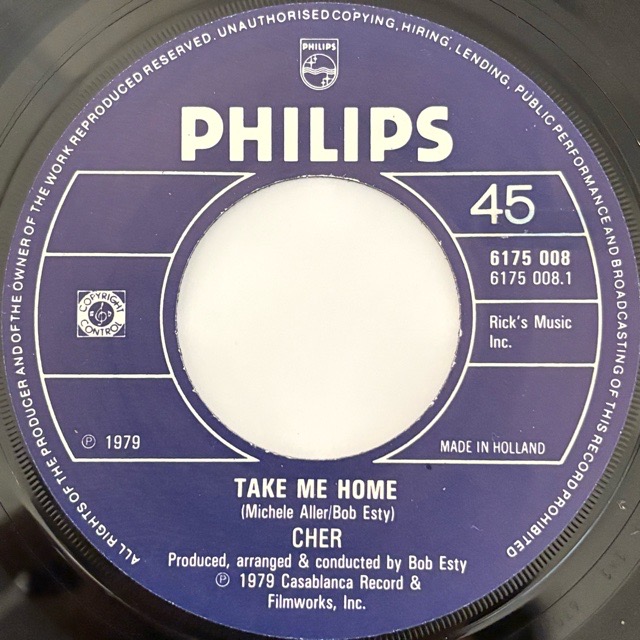 ALL RIGHTS OF THE PRODUCER AND OF THE OWNER OF THE WORK REPRODUCED RESERVED. UNAUTHORISED COPYING, HIRING, LENDING, PUBLIC PERFORMANCE AND BROADCASTING OF THIS RECORD PROHIBITED
PHILIPS
PHILIPS
45
6175 008
6175 008.1
COPYRIGHT
CONTROL
Rick's Music
Inc.
℗ 1979
MADE IN HOLLAND
TAKE ME HOME
(Michele Aller/Bob Esty)
CHER
Produced, arranged & conducted by Bob Esty
℗ 1979 Casablanca Record &
Filmworks, Inc.